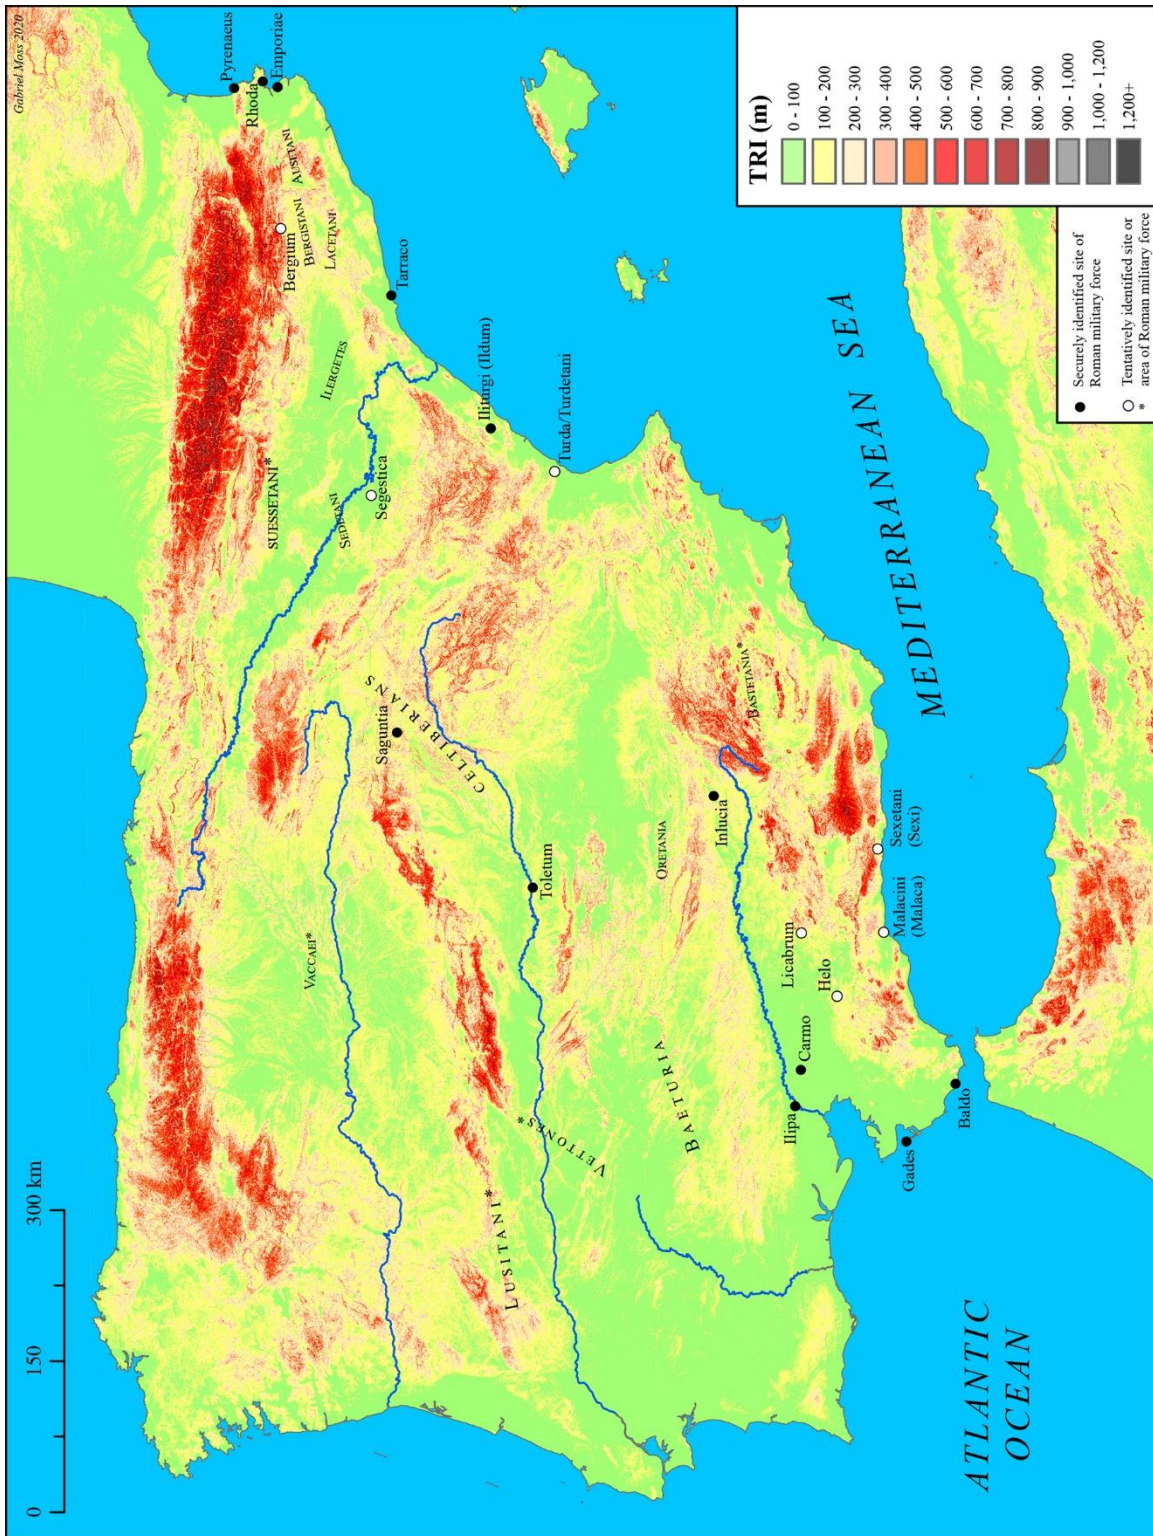 Gabriel Moss 2020
0
150
300 km
Pyrenaeus
Rhoda
Emporiae
AUSETANI
Bergium
BERGISTANI
LACETANI
Tarraco
ILERGETES
SUESSETANI*
SEDETANI
Segestica
Iliturgi (Ildum)
Turda/Turdetani
Saguntia
CELTIBERIANS
VACCAEI*
Toletum
LUSITANI*
VETTONES*
BAETURIA
ORETANIA
Inlucia
BASTETANIA*
Licabrum
Helo
Carmo
Ilipa
Sexetani
(Sexi)
Malacini
(Malaca)
Gades
Baldo
MEDITERRANEAN SEA
ATLANTIC
OCEAN
Securely identified site of
Roman military force
Tentatively identified site or
* area of Roman military force
TRI (m)
0 - 100
100 - 200
200 - 300
300 - 400
400 - 500
500 - 600
600 - 700
700 - 800
800 - 900
900 - 1,000
1,000 - 1,200
1,200+